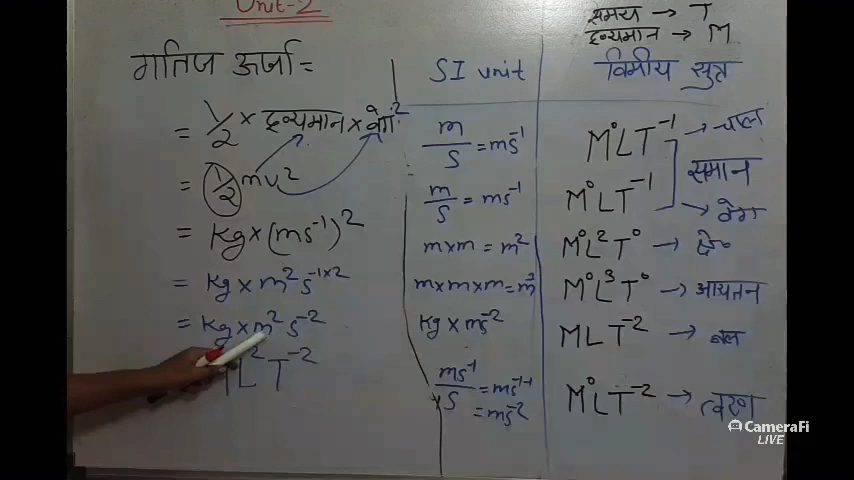 Unit-2
समय → T
द्रव्यमान → M
गतिज ऊर्जा =
= 1/2 × द्रव्यमान × वेग²
= 1/2 mv²
= Kg × (ms⁻¹)²
= Kg × m² s⁻¹ˣ²
= Kg × m² s⁻²
L² T⁻²
SI unit
m/s = ms⁻¹
m/s = ms⁻¹
m × m = m²
m × m × m = m³
Kg × ms⁻²
ms⁻¹/s = ms⁻¹⁻¹
= ms⁻²
विमीय सुत्र
M⁰LT⁻¹ → चाल
समान
M⁰LT⁻¹ → वेग
M⁰L²T⁰ → क्षे०
M⁰L³T⁰ → आयतन
MLT⁻² → बल
M⁰LT⁻² → त्वरण
CameraFi
LIVE